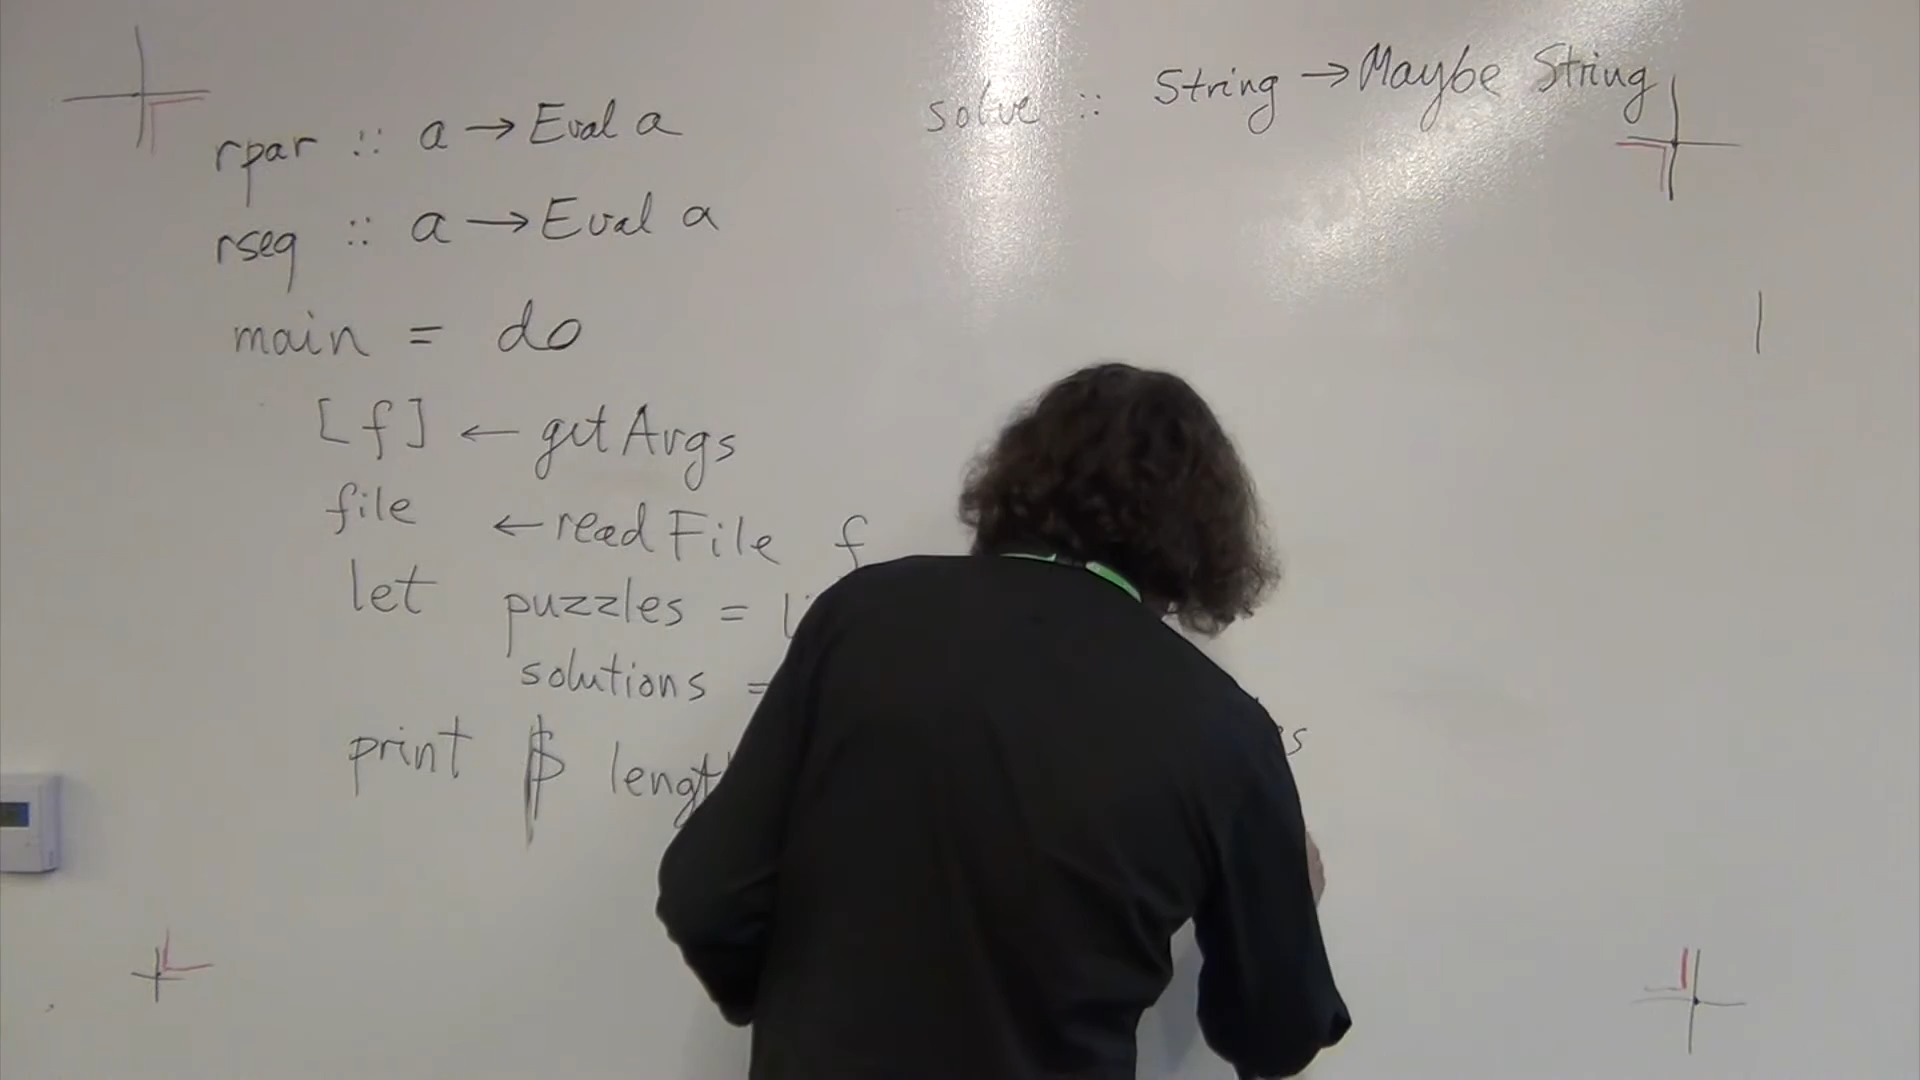 rpar :: a → Eval a
rseq :: a → Eval a
solve :: String → Maybe String
main = do
[f] ← getArgs
file ← readFile f
let puzzles =
solutions =
print $